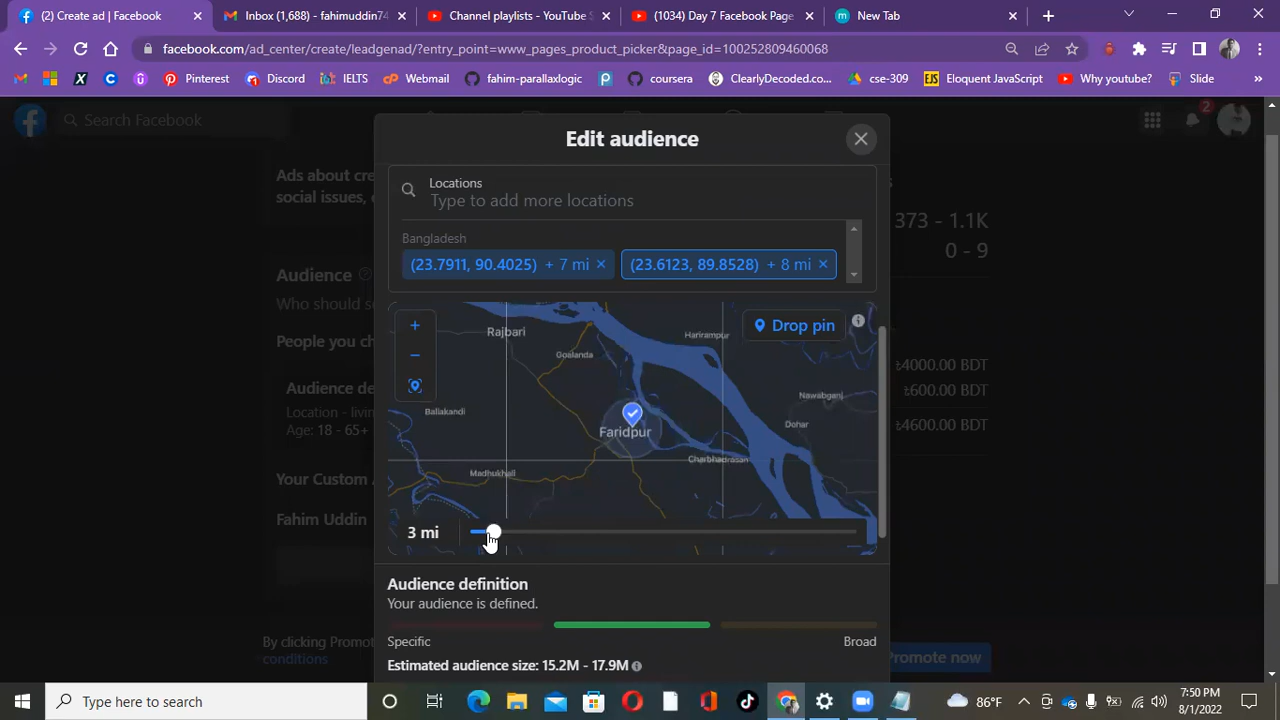 (2) Create ad | Facebook
Inbox (1,688) - fahimuddin74
Channel playlists - YouTube S
(1034) Day 7 Facebook Page
New Tab
facebook.com/ad_center/create/leadgenad/?entry_point=www_pages_product_picker&page_id=100252809460068
Pinterest
Discord
IELTS
Webmail
fahim-parallaxlogic
coursera
ClearlyDecoded.co...
cse-309
EJS
Eloquent JavaScript
Why youtube?
Slide
Search Facebook
2
Edit audience
Ads about cre
social issues, e
Locations
Type to add more locations
373 - 1.1K
0 - 9
Bangladesh
(23.7911, 90.4025) + 7 mi ×
(23.6123, 89.8528) + 8 mi ×
Audience
Who should s
People you ch
Audience de
Location - livin
Age: 18 - 65+
Your Custom A
Fahim Uddin
Drop pin
Rajbari
Goalanda
Harirampur
Baliakandi
Faridpur
Nawabganj
Dohar
Charbhadrasan
Madhukhali
৳4000.00 BDT
৳600.00 BDT
৳4600.00 BDT
3 mi
Audience definition
Your audience is defined.
Specific
Broad
Estimated audience size: 15.2M - 17.9M
By clicking Promot
conditions
Promote now
Type here to search
86°F
7:50 PM
8/1/2022